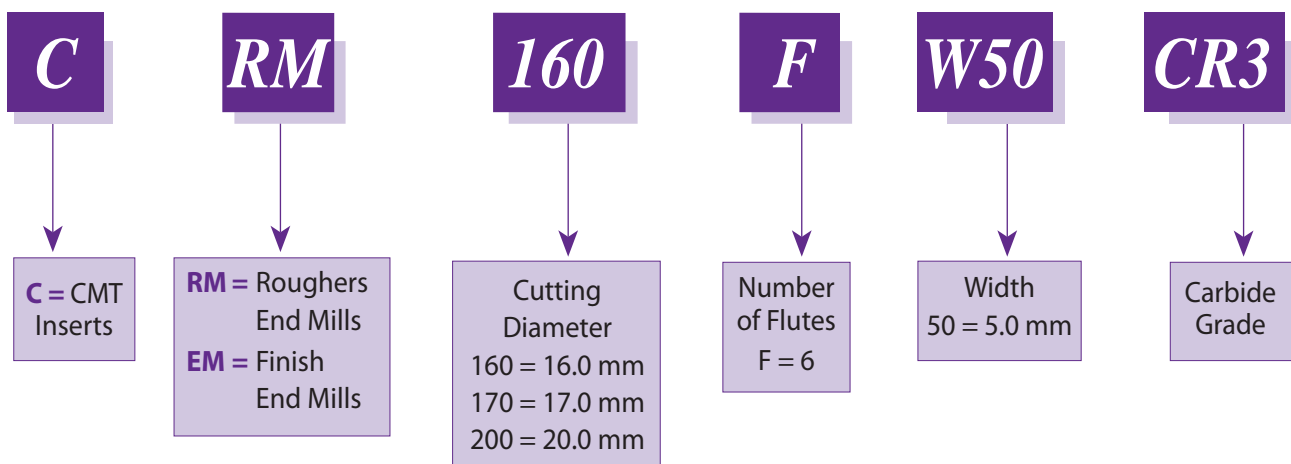 C RM 160 F W50 CR3
C = CMT
Inserts
RM = Roughers
End Mills
EM = Finish
End Mills
Cutting
Diameter
160 = 16.0 mm
170 = 17.0 mm
200 = 20.0 mm
Number
of Flutes
F = 6
Width
50 = 5.0 mm
Carbide
Grade